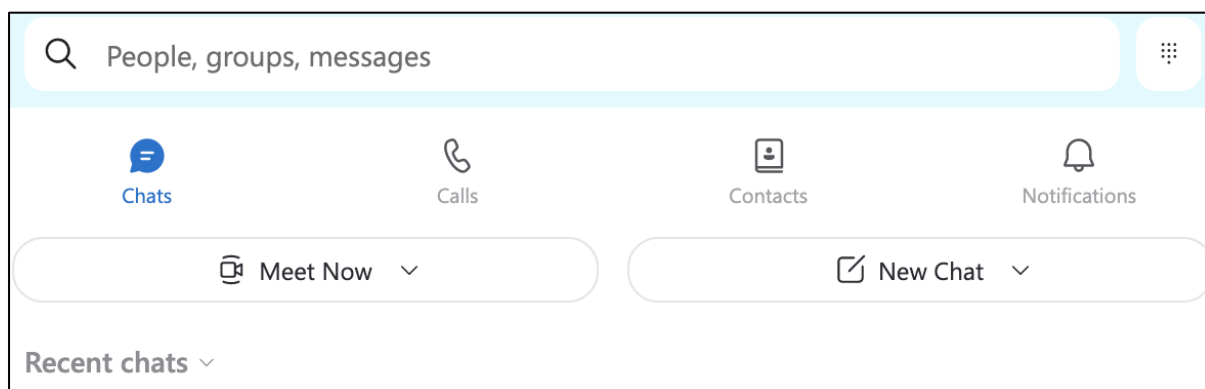 People, groups, messages
Chats Calls Contacts Notifications
Meet Now New Chat
Recent chats